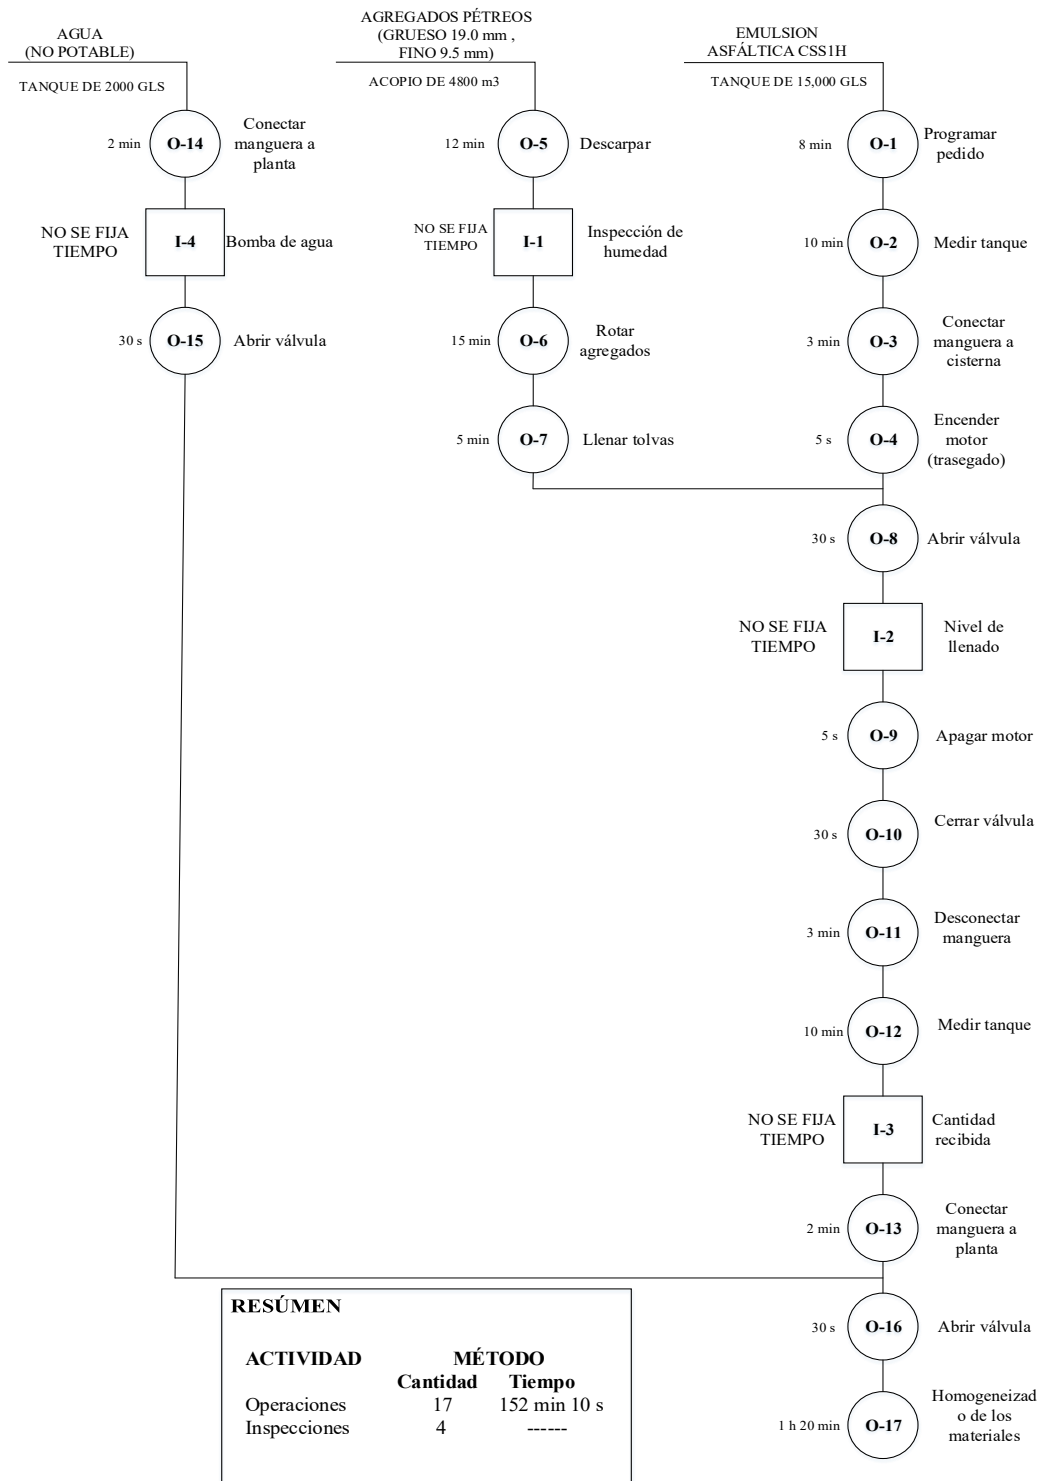 AGUA
(NO POTABLE)
TANQUE DE 2000 GLS
2 min
O-14
Conectar
manguera a
planta
NO SE FIJA
TIEMPO
I-4
Bomba de agua
30 s
O-15
Abrir válvula
AGREGADOS PÉTREOS
(GRUESO 19.0 mm ,
FINO 9.5 mm)
ACOPIO DE 4800 m3
12 min
O-5
Descarpar
NO SE FIJA
TIEMPO
I-1
Inspección de
humedad
15 min
O-6
Rotar
agregados
5 min
O-7
Llenar tolvas
EMULSION
ASFÁLTICA CSS1H
TANQUE DE 15,000 GLS
8 min
O-1
Programar
pedido
10 min
O-2
Medir tanque
3 min
O-3
Conectar
manguera a
cisterna
5 s
O-4
Encender
motor
(trasegado)
30 s
O-8
Abrir válvula
NO SE FIJA
TIEMPO
I-2
Nivel de
llenado
5 s
O-9
Apagar motor
30 s
O-10
Cerrar válvula
3 min
O-11
Desconectar
manguera
10 min
O-12
Medir tanque
NO SE FIJA
TIEMPO
I-3
Cantidad
recibida
2 min
O-13
Conectar
manguera a
planta
30 s
O-16
Abrir válvula
1 h 20 min
O-17
Homogeneizad
o de los
materiales
RESÚMEN
ACTIVIDAD MÉTODO
Cantidad Tiempo
Operaciones 17 152 min 10 s
Inspecciones 4 ------